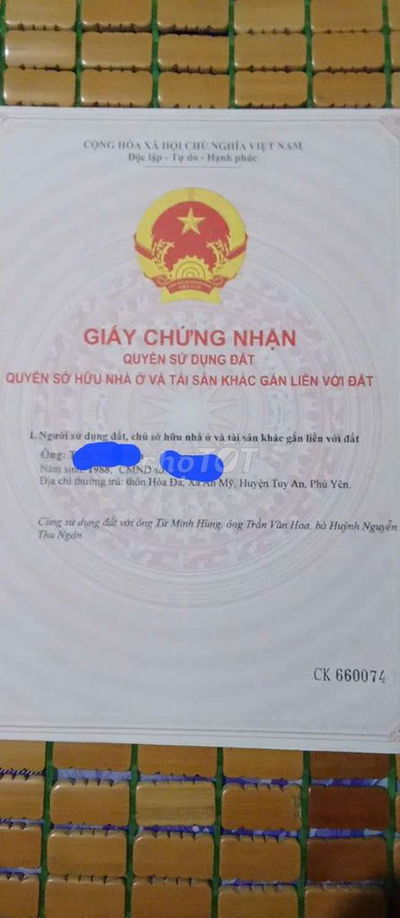 CỘNG HÒA XÃ HỘI CHỦ NGHĨA VIỆT NAM
Độc lập - Tự do - Hạnh phúc
GIẤY CHỨNG NHẬN
QUYỀN SỬ DỤNG ĐẤT
QUYỀN SỞ HỮU NHÀ Ở VÀ TÀI SẢN KHÁC GẮN LIỀN VỚI ĐẤT
I. Người sử dụng đất, chủ sở hữu nhà ở và tài sản khác gắn liền với đất
Ông: T
choTOT
Năm sinh 1988, CMND số
Địa chỉ thường trú: thôn Hòa Đa, Xã An Mỹ, Huyện Tuy An, Phú Yên.
Cùng sử dụng đất với ông Từ Minh Hùng, ông Trần Văn Hoa, bà Huỳnh Nguyễn
Thu Ngân
CK 660074